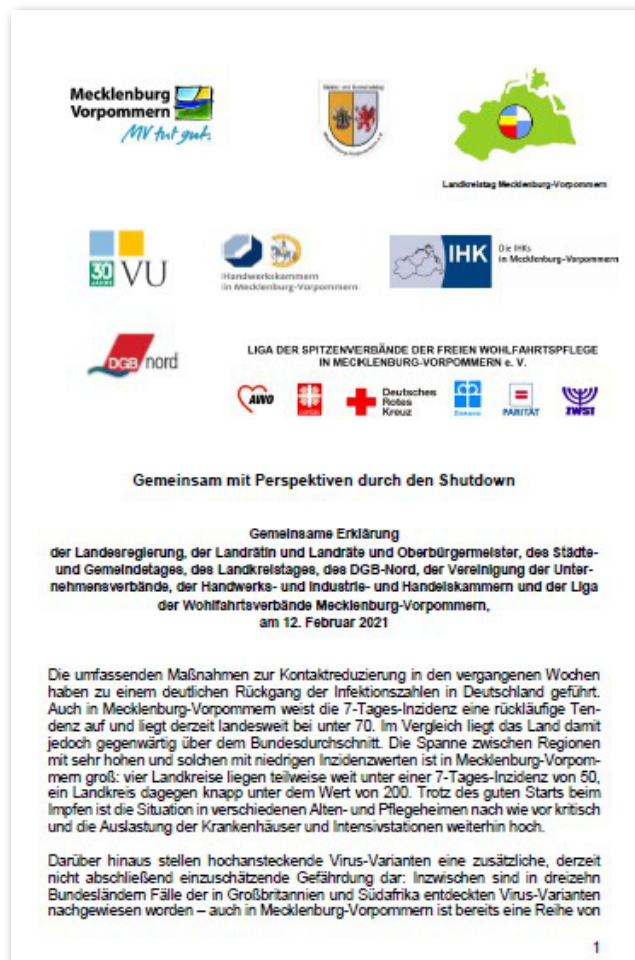 Mecklenburg
Vorpommern
MV tut gut.
Städte- und Gemeindetag
Mecklenburg-Vorpommern e.V.
Landkreistag Mecklenburg-Vorpommern
30
JAHRE
VU
Handwerkskammern
in Mecklenburg-Vorpommern
IHK
Die IHKs
in Mecklenburg-Vorpommern
DGB nord
LIGA DER SPITZENVERBÄNDE DER FREIEN WOHLFAHRTSPFLEGE
IN MECKLENBURG-VORPOMMERN e. V.
AWO
caritas
Deutsches
Rotes
Kreuz
Diakonie
PARITÄT
ZWST
Gemeinsam mit Perspektiven durch den Shutdown
Gemeinsame Erklärung
der Landesregierung, der Landrätin und Landräte und Oberbürgermeister, des Städte-
und Gemeindetages, des Landkreistages, des DGB-Nord, der Vereinigung der Unter-
nehmensverbände, der Handwerks- und Industrie- und Handelskammern und der Liga
der Wohlfahrtsverbände Mecklenburg-Vorpommern,
am 12. Februar 2021
Die umfassenden Maßnahmen zur Kontaktreduzierung in den vergangenen Wochen
haben zu einem deutlichen Rückgang der Infektionszahlen in Deutschland geführt.
Auch in Mecklenburg-Vorpommern weist die 7-Tages-Inzidenz eine rückläufige Ten-
denz auf und liegt derzeit landesweit bei unter 70. Im Vergleich liegt das Land damit
jedoch gegenwärtig über dem Bundesdurchschnitt. Die Spanne zwischen Regionen
mit sehr hohen und solchen mit niedrigen Inzidenzwerten ist in Mecklenburg-Vorpom-
mern groß: vier Landkreise liegen teilweise weit unter einer 7-Tages-Inzidenz von 50,
ein Landkreis dagegen knapp unter dem Wert von 200. Trotz des guten Starts beim
Impfen ist die Situation in verschiedenen Alten- und Pflegeheimen nach wie vor kritisch
und die Auslastung der Krankenhäuser und Intensivstationen weiterhin hoch.
Darüber hinaus stellen hochansteckende Virus-Varianten eine zusätzliche, derzeit
nicht abschließend einzuschätzende Gefährdung dar: Inzwischen sind in dreizehn
Bundesländern Fälle der in Großbritannien und Südafrika entdeckten Virus-Varianten
nachgewiesen worden – auch in Mecklenburg-Vorpommern ist bereits eine Reihe von
1